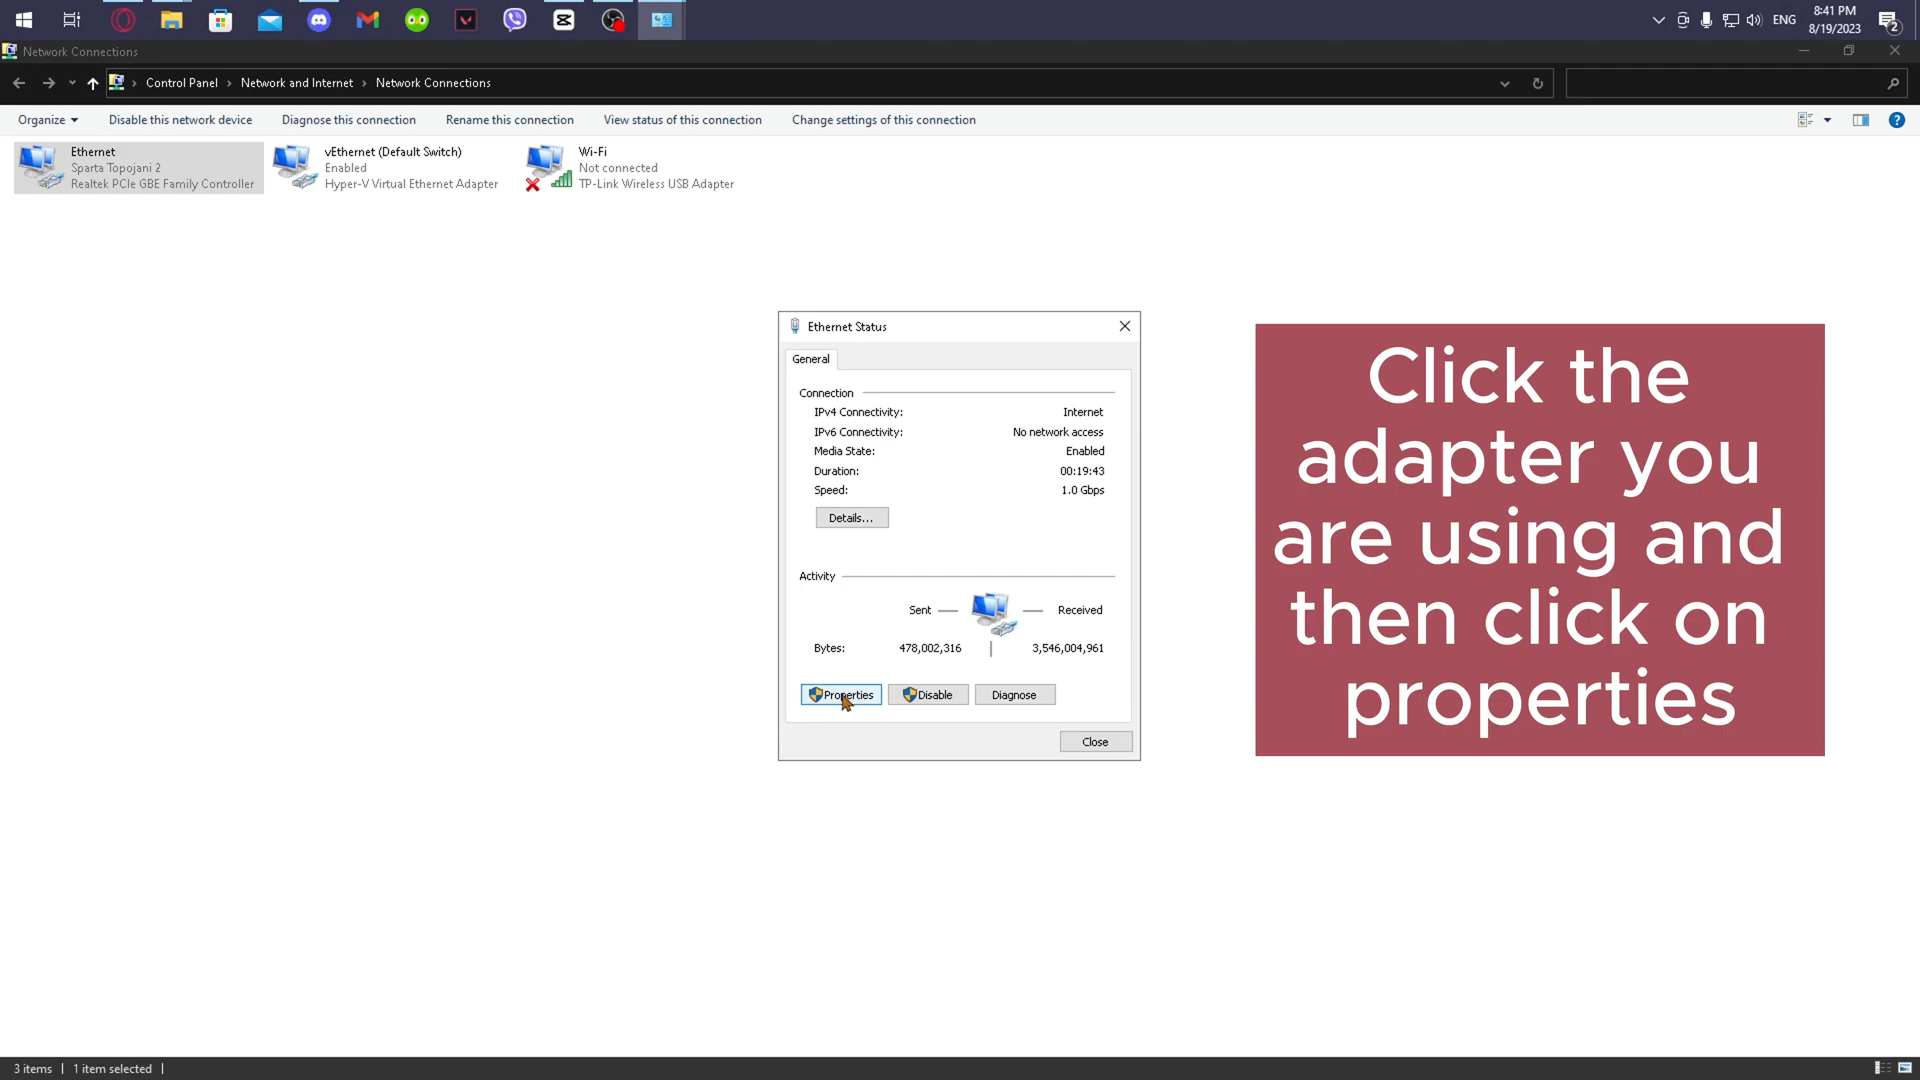 ENG
8:41 PM
8/19/2023
2
Network Connections
Control Panel
Network and Internet
Network Connections
Organize
Disable this network device
Diagnose this connection
Rename this connection
View status of this connection
Change settings of this connection
Ethernet
Sparta Topojani 2
Realtek PCIe GBE Family Controller
vEthernet (Default Switch)
Enabled
Hyper-V Virtual Ethernet Adapter
Wi-Fi
Not connected
TP-Link Wireless USB Adapter
Ethernet Status
General
Connection
IPv4 Connectivity: Internet
IPv6 Connectivity: No network access
Media State: Enabled
Duration: 00:19:43
Speed: 1.0 Gbps
Details...
Activity
Sent — — Received
Bytes: 478,002,316 | 3,546,004,961
Properties
Disable
Diagnose
Close
Click the
adapter you
are using and
then click on
properties
3 items
1 item selected